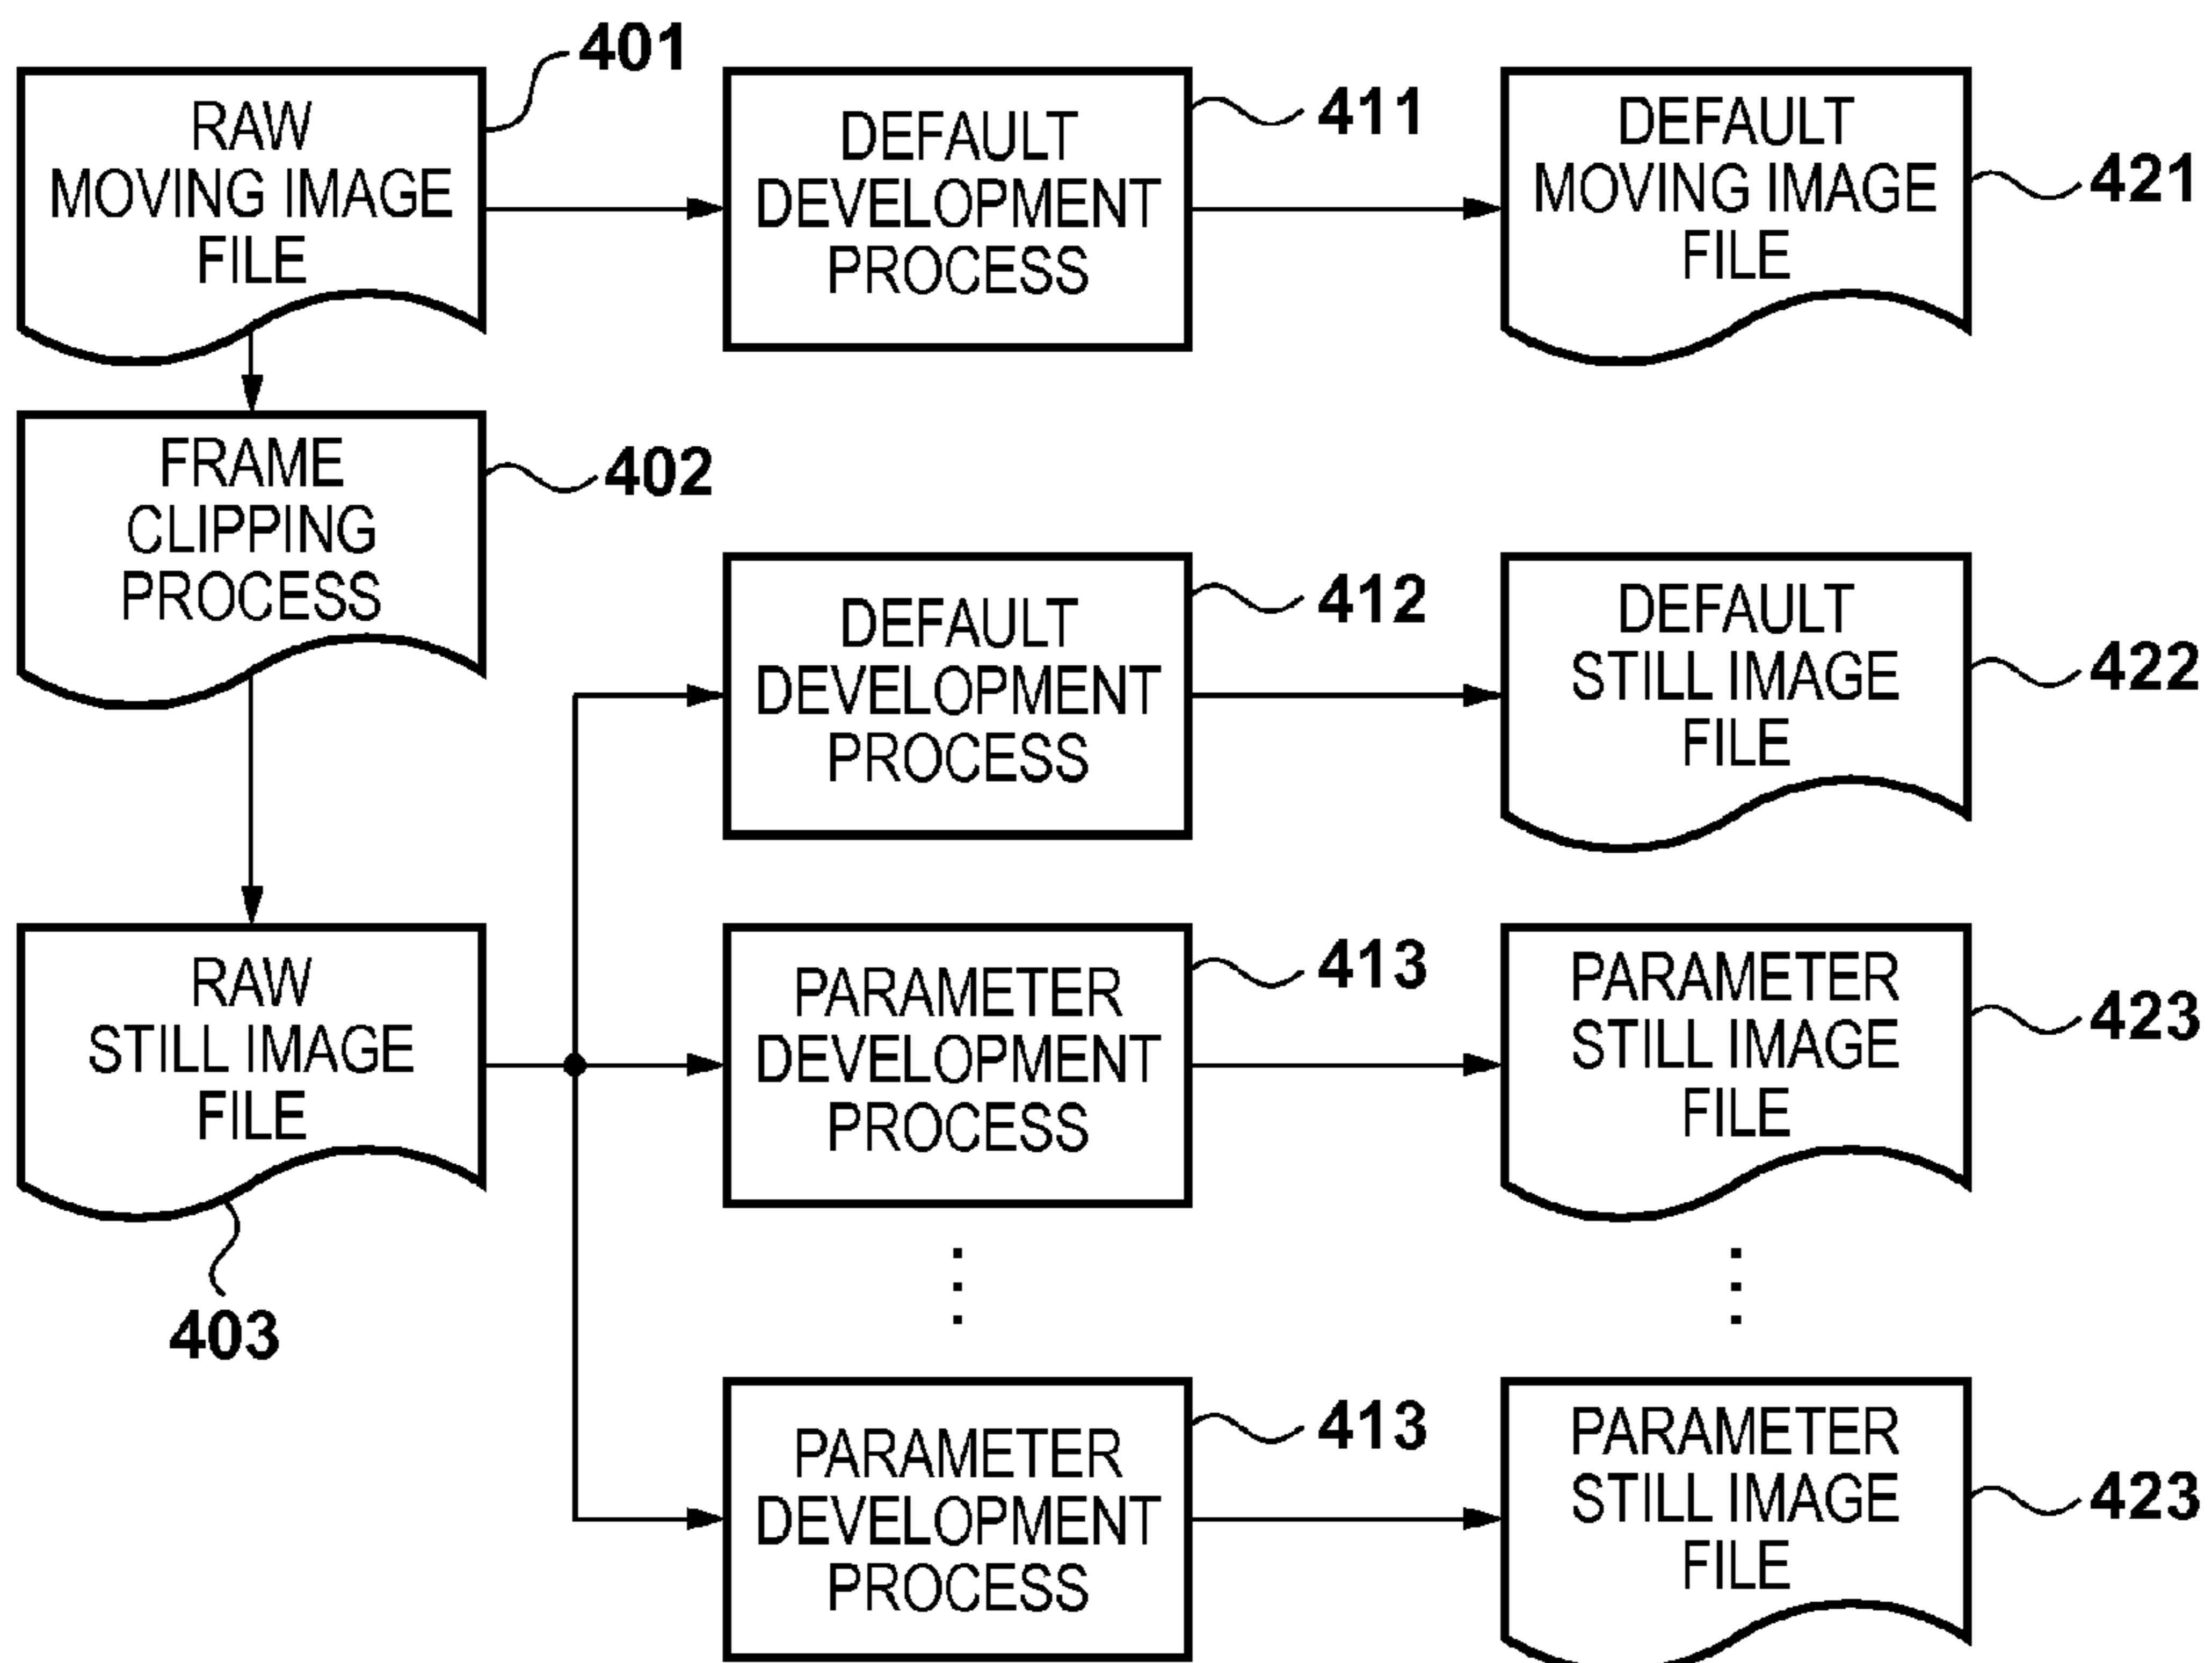 401
RAW
MOVING IMAGE
FILE
DEFAULT
DEVELOPMENT
PROCESS
411
DEFAULT
MOVING IMAGE
FILE
421
FRAME
CLIPPING
PROCESS
402
DEFAULT
DEVELOPMENT
PROCESS
412
DEFAULT
STILL IMAGE
FILE
422
RAW
STILL IMAGE
FILE
403
PARAMETER
DEVELOPMENT
PROCESS
413
PARAMETER
STILL IMAGE
FILE
423
PARAMETER
DEVELOPMENT
PROCESS
413
PARAMETER
STILL IMAGE
FILE
423